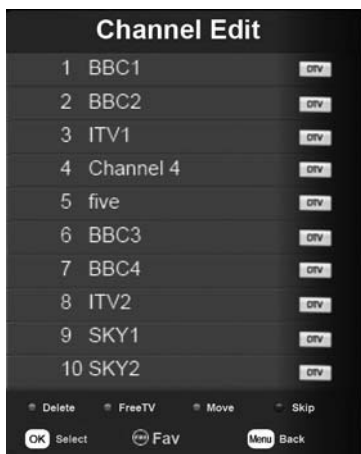 Channel Edit
1 BBC1 DTV
2 BBC2 DTV
3 ITV1 DTV
4 Channel 4 DTV
5 five DTV
6 BBC3 DTV
7 BBC4 DTV
8 ITV2 DTV
9 SKY1 DTV
10 SKY2 DTV
Delete FreeTV Move Skip
OK Select FAV Fav Menu Back